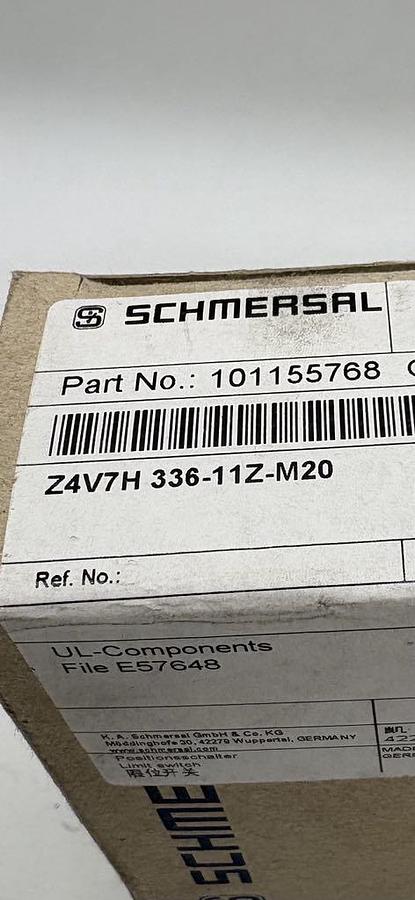 SCHMERSAL
Part No.: 101155768
Z4V7H 336-11Z-M20
Ref. No.:
UL-Components
File E57648
K. A. Schmersal GmbH & Co. KG
Möddinghofe 30, 42279 Wuppertal, GERMANY
www.schmersal.com
Positionsschalter
Limit switch
限位开关
SCHME